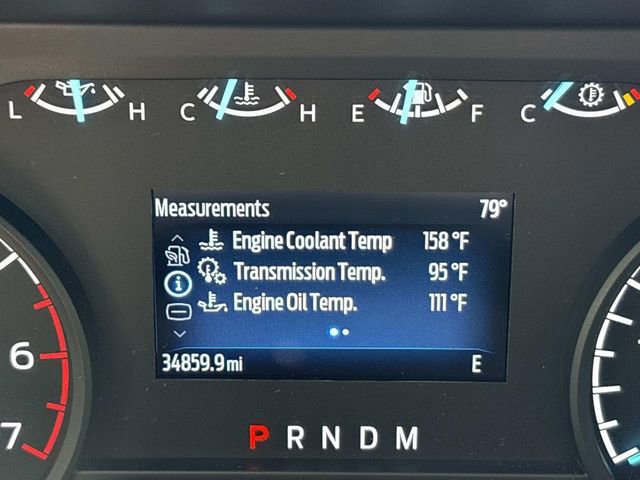 L H C H E F C
Measurements 79°
Engine Coolant Temp 158 °F
Transmission Temp. 95 °F
Engine Oil Temp. 111 °F
34859.9 mi E
6
7
P R N D M